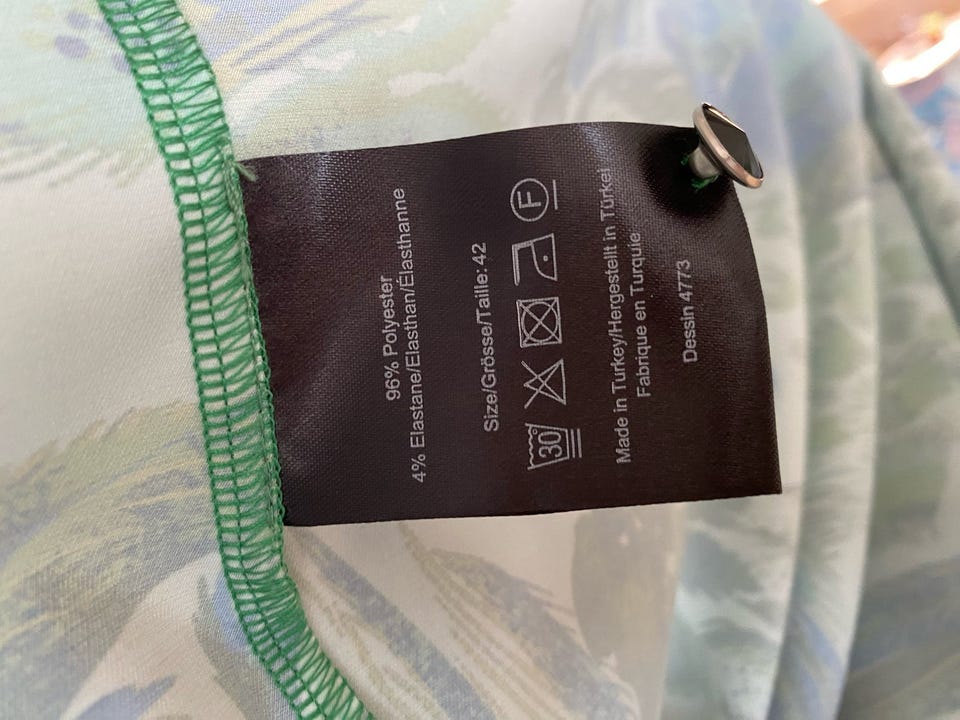 96% Polyester
4% Elastane/Elasthan/Élasthanne
Size/Grösse/Taille: 42
30° F
Made in Turkey/Hergestellt in Türkei
Fabrique en Turquie
Dessin 4773